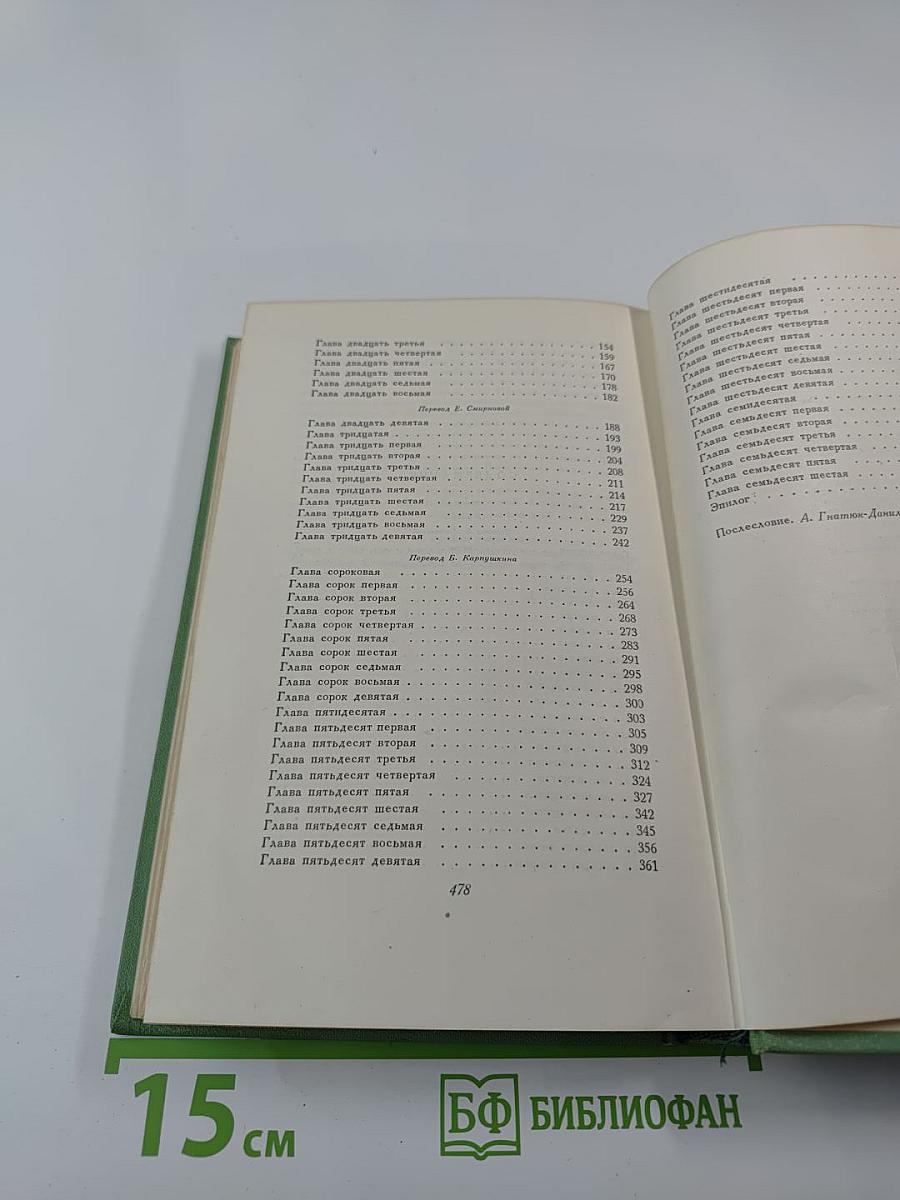 Глава двадцать третья . . . . . . . . . . . . . . . . 154
Глава двадцать четвертая . . . . . . . . . . . . . . . . 159
Глава двадцать пятая . . . . . . . . . . . . . . . . 167
Глава двадцать шестая . . . . . . . . . . . . . . . . 170
Глава двадцать седьмая . . . . . . . . . . . . . . . . 178
Глава двадцать восьмая . . . . . . . . . . . . . . . . 182
Перевод Е. Смирновой
Глава двадцать девятая . . . . . . . . . . . . . . . . 188
Глава тридцатая . . . . . . . . . . . . . . . . 193
Глава тридцать первая . . . . . . . . . . . . . . . . 199
Глава тридцать вторая . . . . . . . . . . . . . . . . 204
Глава тридцать третья . . . . . . . . . . . . . . . . 208
Глава тридцать четвертая . . . . . . . . . . . . . . . . 211
Глава тридцать пятая . . . . . . . . . . . . . . . . 214
Глава тридцать шестая . . . . . . . . . . . . . . . . 217
Глава тридцать седьмая . . . . . . . . . . . . . . . . 229
Глава тридцать восьмая . . . . . . . . . . . . . . . . 237
Глава тридцать девятая . . . . . . . . . . . . . . . . 242
Перевод Б. Карпушкина
Глава сороковая . . . . . . . . . . . . . . . . 254
Глава сорок первая . . . . . . . . . . . . . . . . 256
Глава сорок вторая . . . . . . . . . . . . . . . . 264
Глава сорок третья . . . . . . . . . . . . . . . . 268
Глава сорок четвертая . . . . . . . . . . . . . . . . 273
Глава сорок пятая . . . . . . . . . . . . . . . . 283
Глава сорок шестая . . . . . . . . . . . . . . . . 291
Глава сорок седьмая . . . . . . . . . . . . . . . . 295
Глава сорок восьмая . . . . . . . . . . . . . . . . 298
Глава сорок девятая . . . . . . . . . . . . . . . . 300
Глава пятидесятая . . . . . . . . . . . . . . . . 303
Глава пятьдесят первая . . . . . . . . . . . . . . . . 305
Глава пятьдесят вторая . . . . . . . . . . . . . . . . 309
Глава пятьдесят третья . . . . . . . . . . . . . . . . 312
Глава пятьдесят четвертая . . . . . . . . . . . . . . . . 324
Глава пятьдесят пятая . . . . . . . . . . . . . . . . 327
Глава пятьдесят шестая . . . . . . . . . . . . . . . . 342
Глава пятьдесят седьмая . . . . . . . . . . . . . . . . 345
Глава пятьдесят восьмая . . . . . . . . . . . . . . . . 356
Глава пятьдесят девятая . . . . . . . . . . . . . . . . 361
478
Глава шестидесятая . . . . . . . .
Глава шестьдесят первая . . . . . . . .
Глава шестьдесят вторая . . . . . . . .
Глава шестьдесят третья . . . . . . . .
Глава шестьдесят четвертая . . . . . . . .
Глава шестьдесят пятая . . . . . . . .
Глава шестьдесят шестая . . . . . . . .
Глава шестьдесят седьмая . . . . . . . .
Глава шестьдесят восьмая . . . . . . . .
Глава шестьдесят девятая . . . . . . . .
Глава семидесятая . . . . . . . .
Глава семьдесят первая . . . . . . . .
Глава семьдесят вторая . . . . . . . .
Глава семьдесят третья . . . . . . . .
Глава семьдесят четвертая . . . . . . . .
Глава семьдесят пятая . . . . . . . .
Глава семьдесят шестая . . . . . . . .
Эпилог . . . . . . . .
Послесловие. А. Гнатюк-Данил
15 см
БФ БИБЛИОФАН